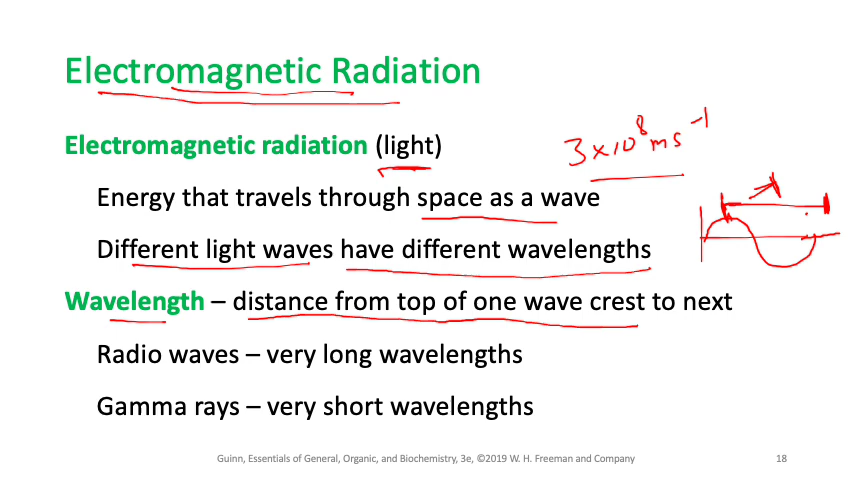 Electromagnetic Radiation
Electromagnetic radiation (light)
3×10⁸ ms⁻¹
Energy that travels through space as a wave
Different light waves have different wavelengths
Wavelength – distance from top of one wave crest to next
Radio waves – very long wavelengths
Gamma rays – very short wavelengths
Guinn, Essentials of General, Organic, and Biochemistry, 3e, ©2019 W. H. Freeman and Company
18